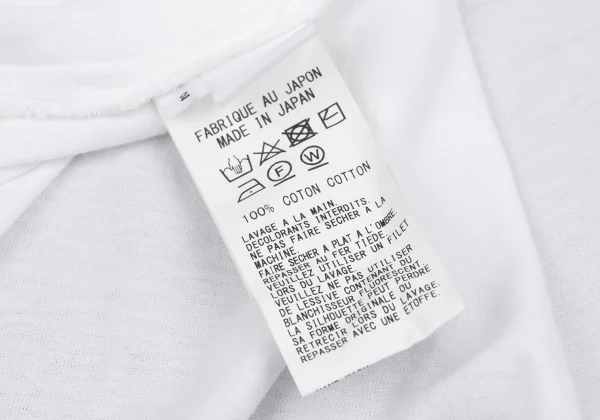 FABRIQUE AU JAPON
MADE IN JAPAN
F
W
100% COTON COTTON
LAVAGE A LA MAIN.
DECOLORANTS INTERDITS.
NE PAS FAIRE SECHER A LA
MACHINE.
FAIRE SECHER A PLAT A L'OMBRE.
REPASSER AU FER TIEDE.
VEUILLEZ UTILISER UN FILET
LORS DU LAVAGE.
VEUILLEZ NE PAS UTILISER
DE LESSIVE CONTENANT DU
BLANCHISSEUR FLUORESCENT.
LA SILHOUETTE PEUT PERDRE
SA FORME ORIGINALE OU
RETRECIR LORS DU LAVAGE.
REPASSER AVEC UNE ETOFFE.